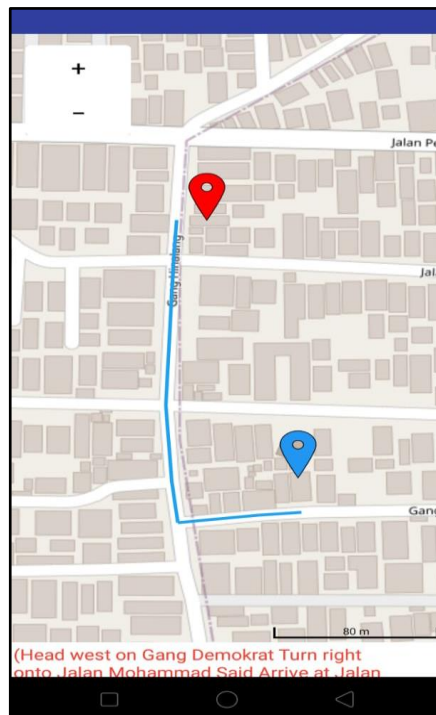 +
−
Jalan Pe
Gang Hinalang
Jal
Gang
80 m
(Head west on Gang Demokrat Turn right
onto Jalan Mohammad Said Arrive at Jalan